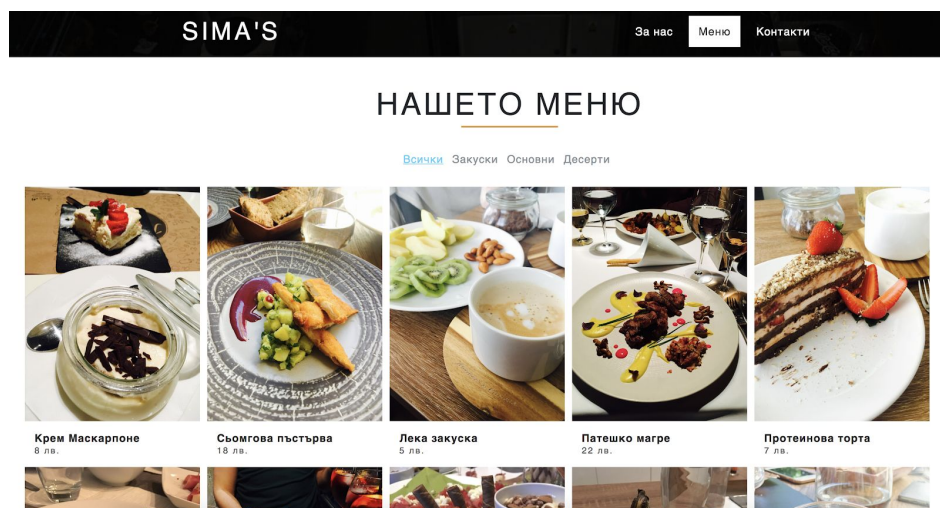 SIMA'S
За нас Меню Контакти
НАШЕТО МЕНЮ
Всички Закуски Основни Десерти
Крем Маскарпоне
8 лв.
Сьомгова пъстърва
18 лв.
Лека закуска
5 лв.
Патешко магре
22 лв.
Протеинова торта
7 лв.